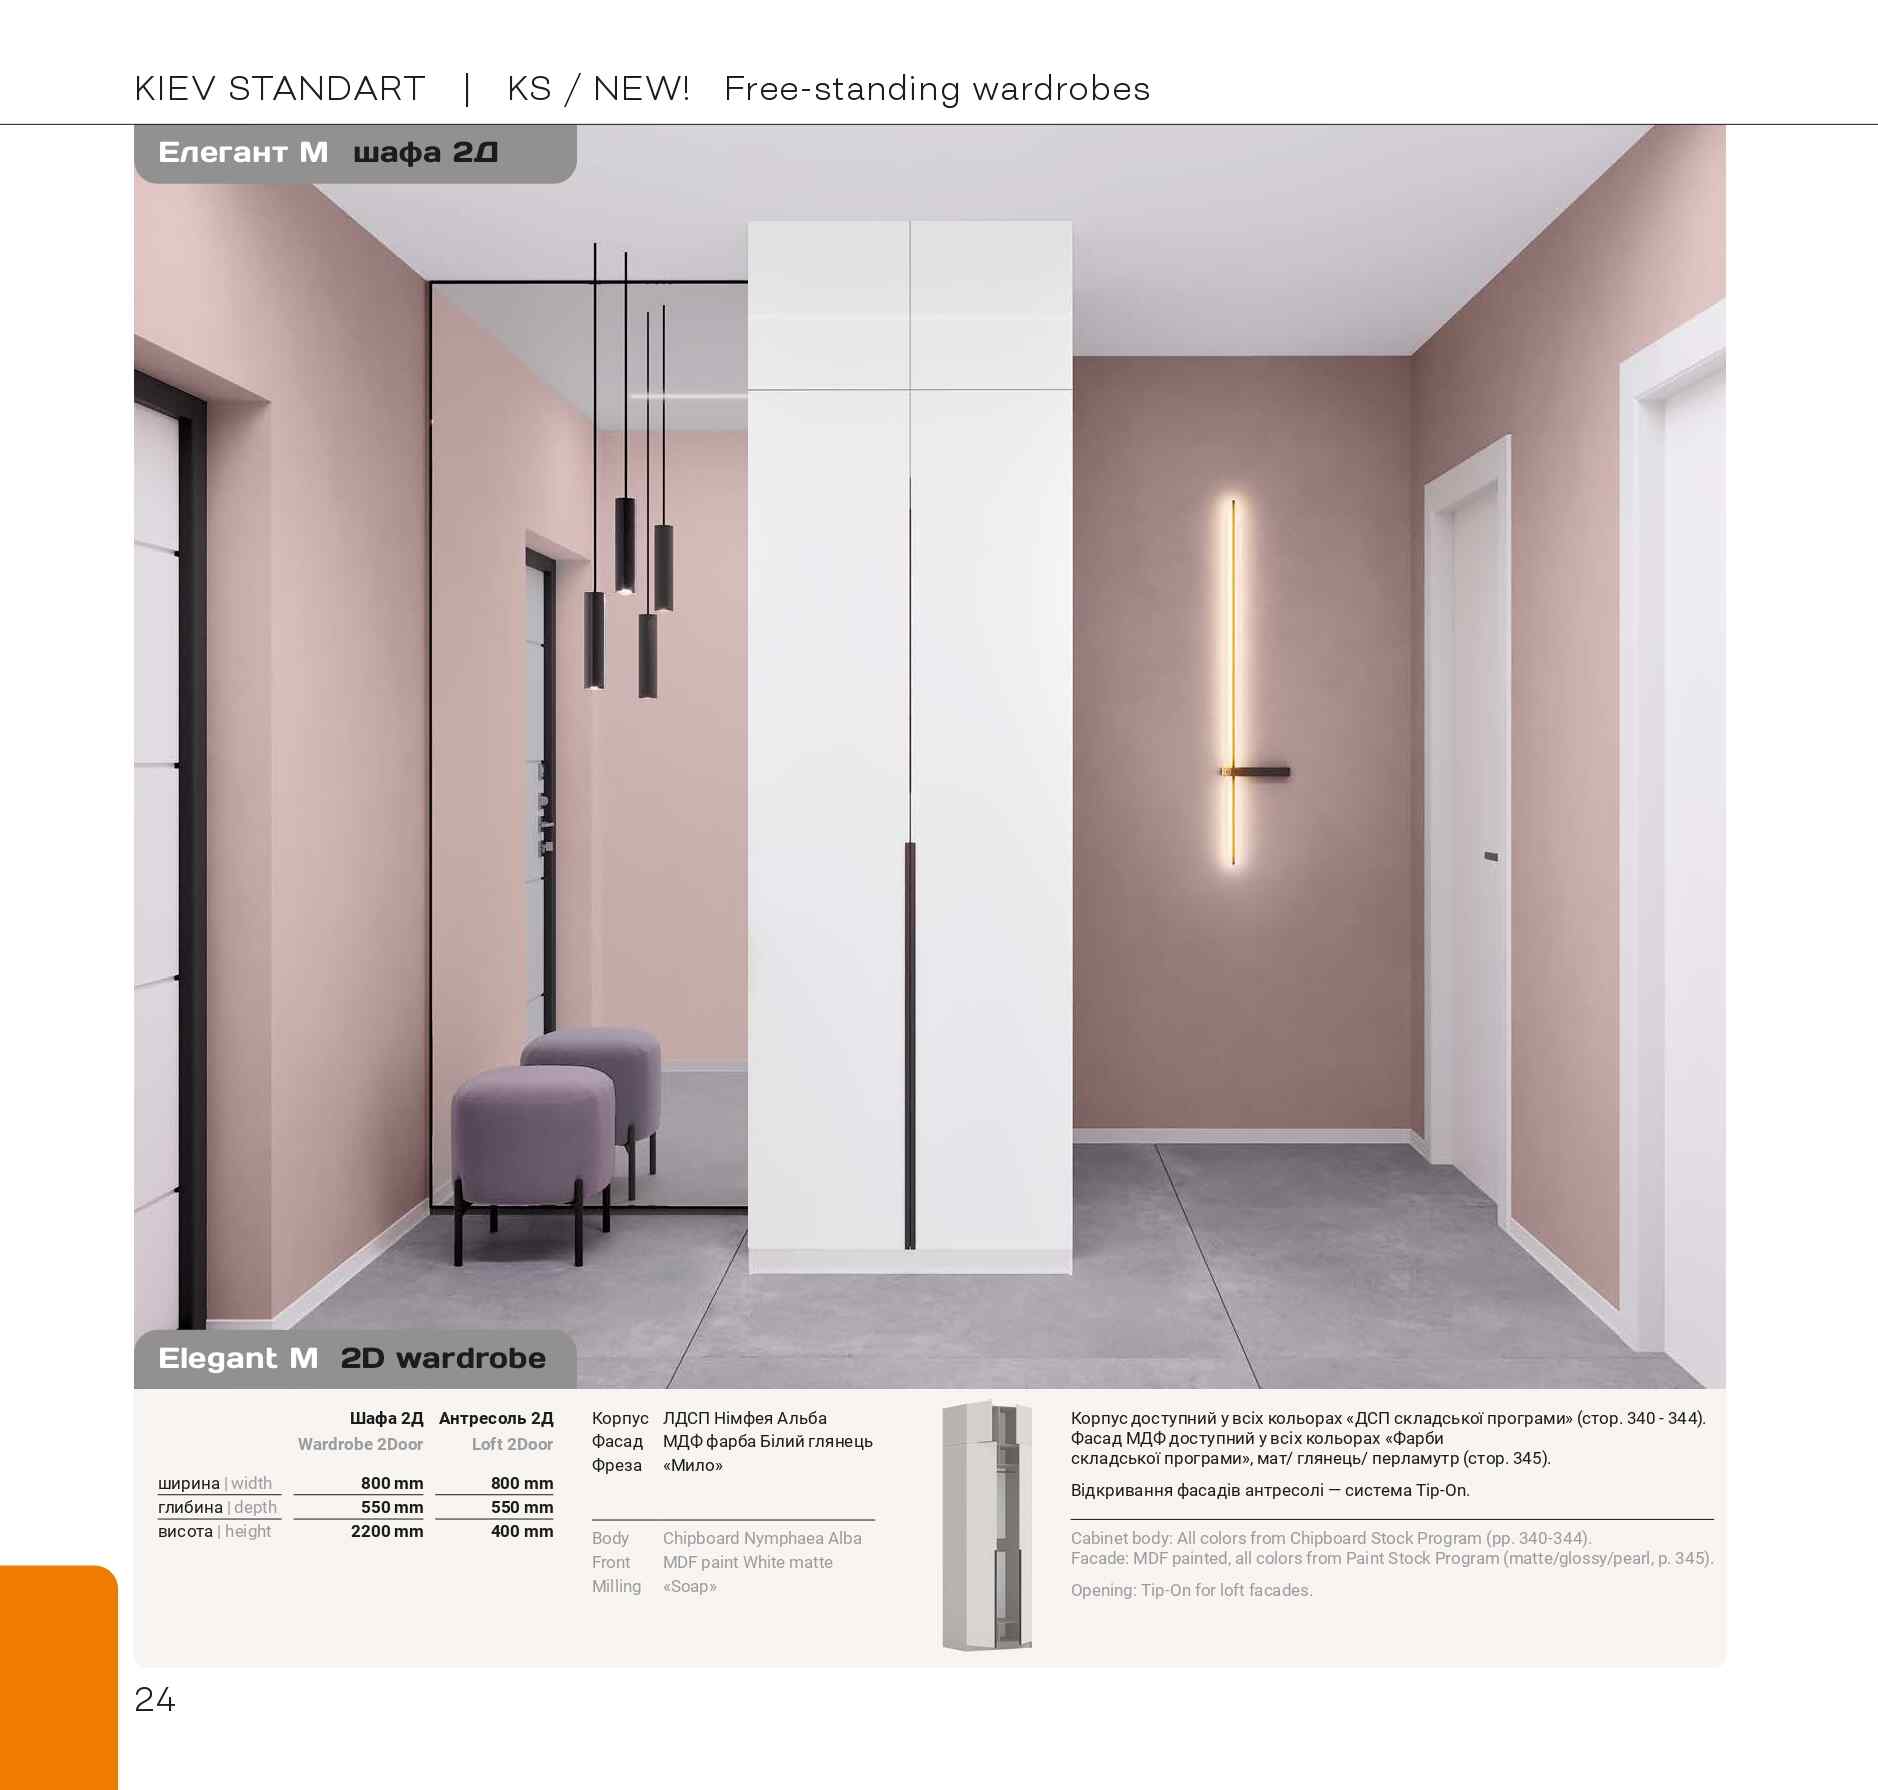 KIEV STANDART | KS / NEW! Free-standing wardrobes
Елегант М шафа 2Д
Elegant M 2D wardrobe
Шафа 2Д Антресоль 2Д
Wardrobe 2Door Loft 2Door
ширина | width 800 mm 800 mm
глибина | depth 550 mm 550 mm
висота | height 2200 mm 400 mm
Корпус ЛДСП Німфея Альба
Фасад МДФ фарба Білий глянець
Фреза «Мило»
Body Chipboard Nymphaea Alba
Front MDF paint White matte
Milling «Soap»
Корпус доступний у всіх кольорах «ДСП складської програми» (стор. 340 - 344).
Фасад МДФ доступний у всіх кольорах «Фарби
складської програми», мат/ глянець/ перламутр (стор. 345).
Відкривання фасадів антресолі — система Tip-On.
Cabinet body: All colors from Chipboard Stock Program (pp. 340-344).
Facade: MDF painted, all colors from Paint Stock Program (matte/glossy/pearl, p. 345).
Opening: Tip-On for loft facades.
24